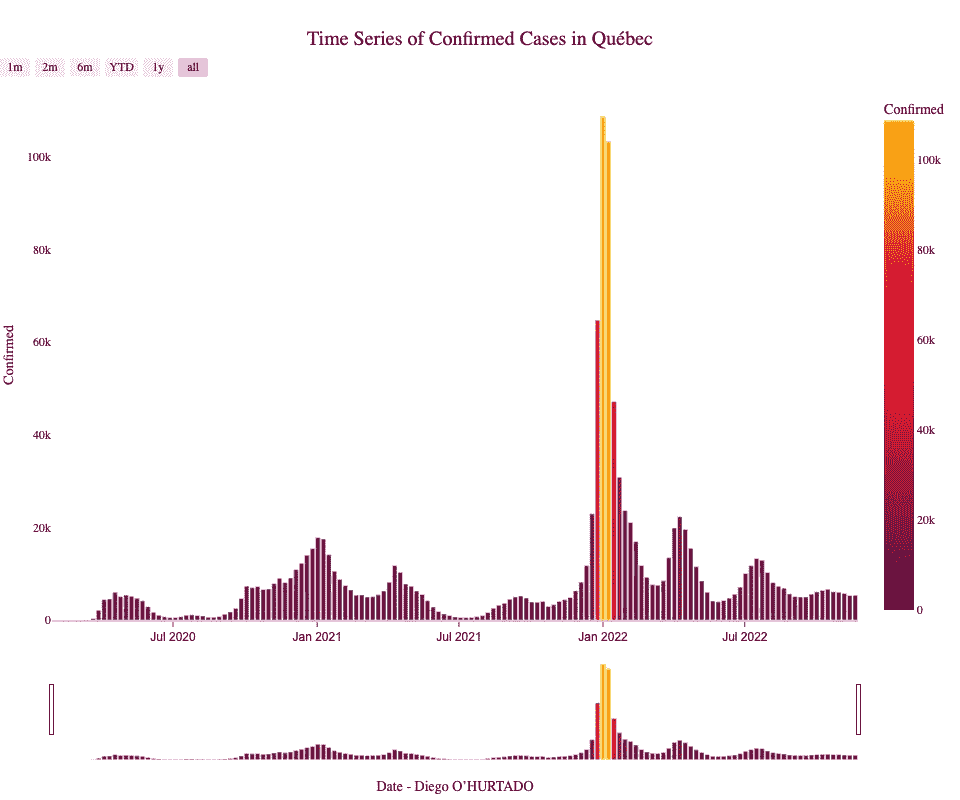 Time Series of Confirmed Cases in Québec
1m 2m 6m YTD 1y all
Confirmed
100k
80k
60k
40k
20k
0
Confirmed
Jul 2020 Jan 2021 Jul 2021 Jan 2022 Jul 2022
100k
80k
60k
40k
20k
0
Date - Diego O’HURTADO